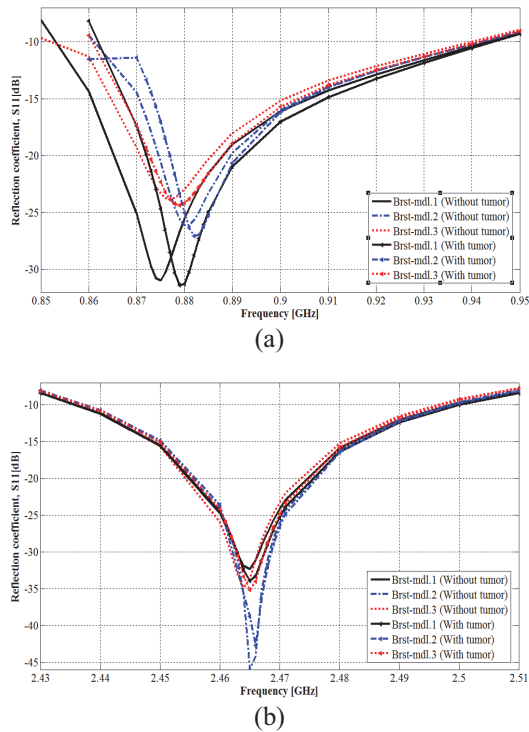 -10
-15
-20
-25
-30
Reflection coefficient, S11[dB]
Brst-mdl.1 (Without tumor)
Brst-mdl.2 (Without tumor)
Brst-mdl.3 (Without tumor)
Brst-mdl.1 (With tumor)
Brst-mdl.2 (With tumor)
Brst-mdl.3 (With tumor)
0.85 0.86 0.87 0.88 0.89 0.9 0.91 0.92 0.93 0.94 0.95
Frequency [GHz]
(a)
-10
-15
-20
-25
-30
-35
-40
-45
Reflection coefficient, S11[dB]
Brst-mdl.1 (Without tumor)
Brst-mdl.2 (Without tumor)
Brst-mdl.3 (Without tumor)
Brst-mdl.1 (With tumor)
Brst-mdl.2 (With tumor)
Brst-mdl.3 (With tumor)
2.43 2.44 2.45 2.46 2.47 2.48 2.49 2.5 2.51
Frequency [GHz]
(b)